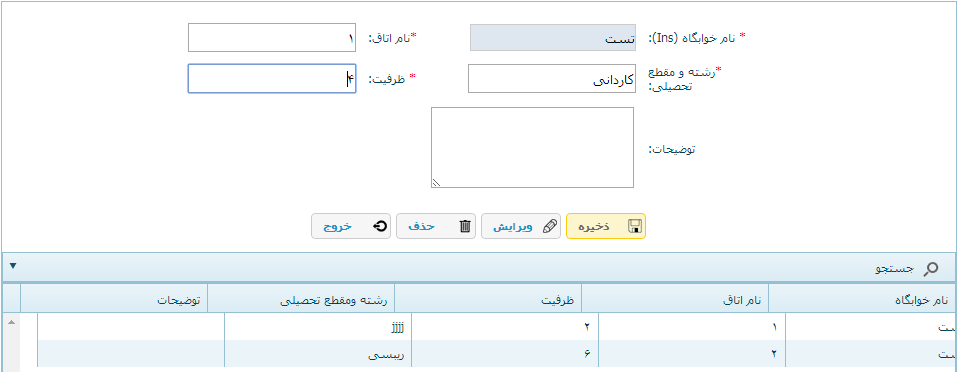 * نام خوابگاه (Ins): تست *نام اتاق: ۱
*رشته و مقطع تحصیلی: کاردانی * ظرفیت: ۴
توضیحات:
ذخیره ویرایش حذف خروج
جستجو
نام خوابگاه نام اتاق ظرفیت رشته ومقطع تحصیلی توضیحات
ست ۱ ۲ jjjj
ست ۲ ۶ ریبسی